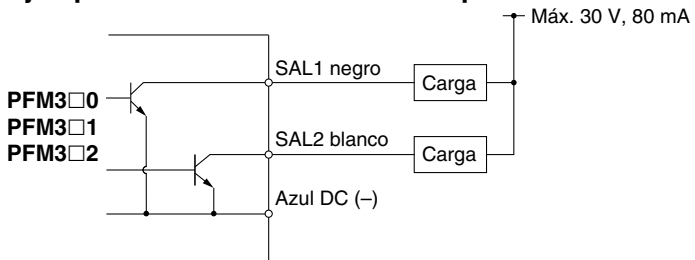 Máx. 30 V, 80 mA
SAL1 negro
Carga
PFM3□0
PFM3□1
PFM3□2
SAL2 blanco
Carga
Azul DC (–)